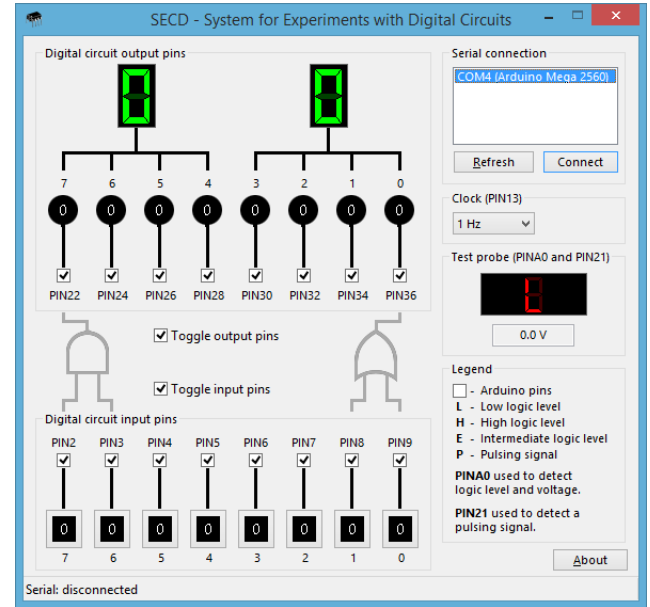 SECD - System for Experiments with Digital Circuits
Digital circuit output pins
0 0
7 6 5 4 3 2 1 0
0 0 0 0 0 0 0 0
PIN22 PIN24 PIN26 PIN28 PIN30 PIN32 PIN34 PIN36
Toggle output pins
Toggle input pins
Digital circuit input pins
PIN2 PIN3 PIN4 PIN5 PIN6 PIN7 PIN8 PIN9
0 0 0 0 0 0 0 0
7 6 5 4 3 2 1 0
Serial connection
COM4 (Arduino Mega 2560)
Refresh Connect
Clock (PIN13)
1 Hz
Test probe (PINA0 and PIN21)
L
0.0 V
Legend
- Arduino pins
L - Low logic level
H - High logic level
E - Intermediate logic level
P - Pulsing signal
PINA0 used to detect
logic level and voltage.
PIN21 used to detect a
pulsing signal.
About
Serial: disconnected